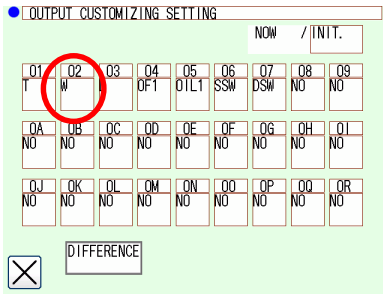 OUTPUT CUSTOMIZING SETTING
NOW / INIT.
01 02 03 04 05 06 07 08 09
T W OF1 OIL1 SSW DSW NO NO
0A 0B 0C 0D 0E 0F 0G 0H 0I
NO NO NO NO NO NO NO NO NO
0J 0K 0L 0M 0N 0O 0P 0Q 0R
NO NO NO NO NO NO NO NO NO
DIFFERENCE